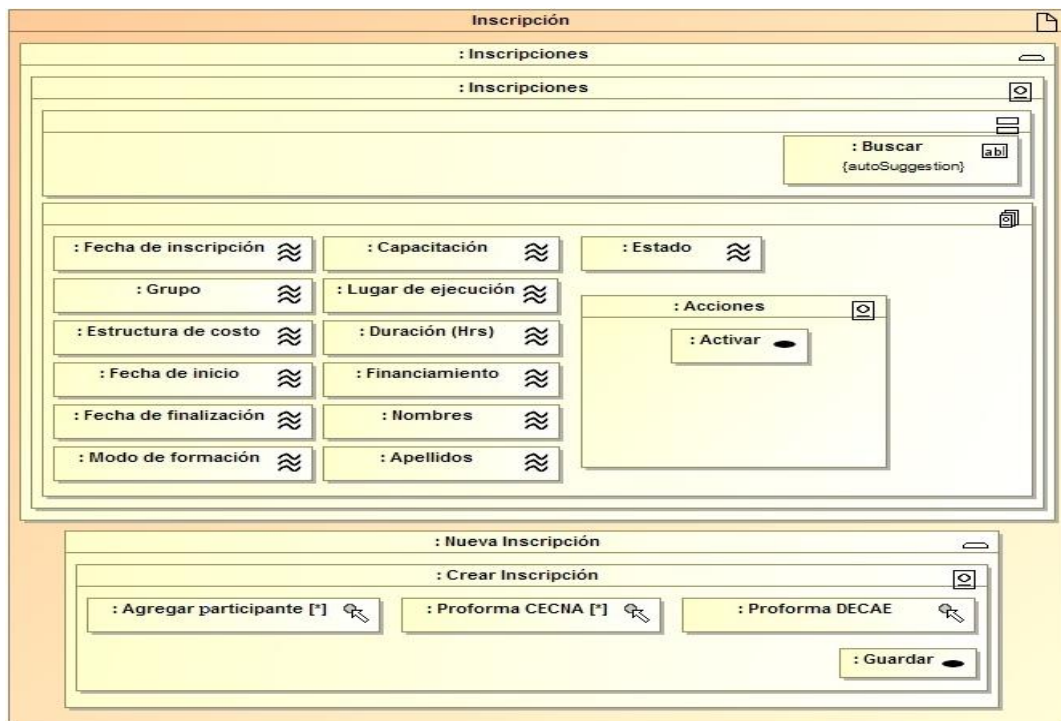 Inscripción
: Inscripciones
: Inscripciones
: Buscar
{autoSuggestion}
: Fecha de inscripción
: Capacitación
: Estado
: Grupo
: Lugar de ejecución
: Estructura de costo
: Duración (Hrs)
: Fecha de inicio
: Financiamiento
: Fecha de finalización
: Nombres
: Modo de formación
: Apellidos
: Acciones
: Activar
: Nueva Inscripción
: Crear Inscripción
: Agregar participante [*]
: Proforma CECNA [*]
: Proforma DECAE
: Guardar